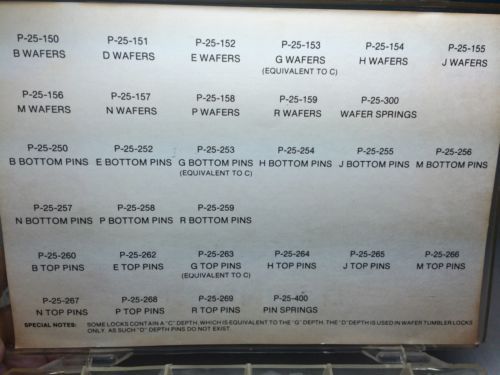 P-25-150 P-25-151 P-25-152 P-25-153 P-25-154 P-25-155
B WAFERS D WAFERS E WAFERS G WAFERS H WAFERS J WAFERS
(EQUIVALENT TO C)
P-25-156 P-25-157 P-25-158 P-25-159 P-25-300
M WAFERS N WAFERS P WAFERS R WAFERS WAFER SPRINGS
P-25-250 P-25-252 P-25-253 P-25-254 P-25-255 P-25-256
B BOTTOM PINS E BOTTOM PINS G BOTTOM PINS H BOTTOM PINS J BOTTOM PINS M BOTTOM PINS
(EQUIVALENT TO C)
P-25-257 P-25-258 P-25-259
N BOTTOM PINS P BOTTOM PINS R BOTTOM PINS
P-25-260 P-25-262 P-25-263 P-25-264 P-25-265 P-25-266
B TOP PINS E TOP PINS G TOP PINS H TOP PINS J TOP PINS M TOP PINS
(EQUIVALENT TO C)
P-25-267 P-25-268 P-25-269 P-25-400
N TOP PINS P TOP PINS R TOP PINS PIN SPRINGS
SPECIAL NOTES: SOME LOCKS CONTAIN A "C" DEPTH, WHICH IS EQUIVALENT TO THE "G" DEPTH, THE "D" DEPTH IS USED IN WAFER TUMBLER LOCKS
ONLY. AS SUCH "D" DEPTH PINS DO NOT EXIST.